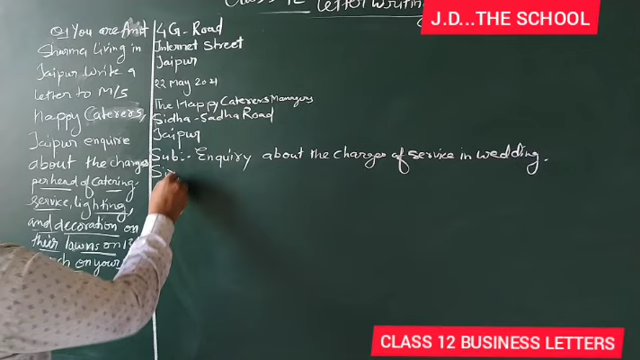 Class 12 Letter Writing
J.D...THE SCHOOL
Q1 You are Amit
Sharma living in
Jaipur write a
letter to M/S
Happy Caterers,
Jaipur enquire
about the charges
per head of catering
service, lighting,
and decoration on
their lawns on
on your
4G-Road
Internet Street
Jaipur
22 May 2021
The Happy Caterers Managers
Sidha-Sadha Road
Jaipur
Sub:- Enquiry about the charges of service in wedding.
CLASS 12 BUSINESS LETTERS